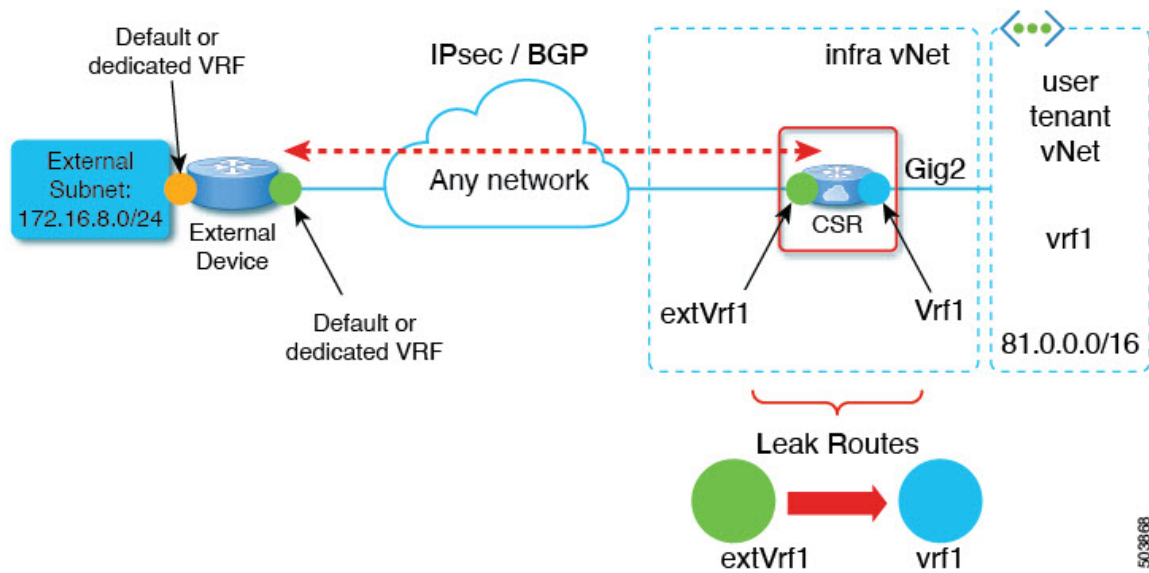 Default or
dedicated VRF
IPsec / BGP
infra vNet
user
tenant
vNet
External
Subnet:
172.16.8.0/24
External
Device
Any network
Gig2
CSR
vrf1
extVrf1
Vrf1
Default or
dedicated VRF
81.0.0.0/16
Leak Routes
extVrf1
vrf1
503868